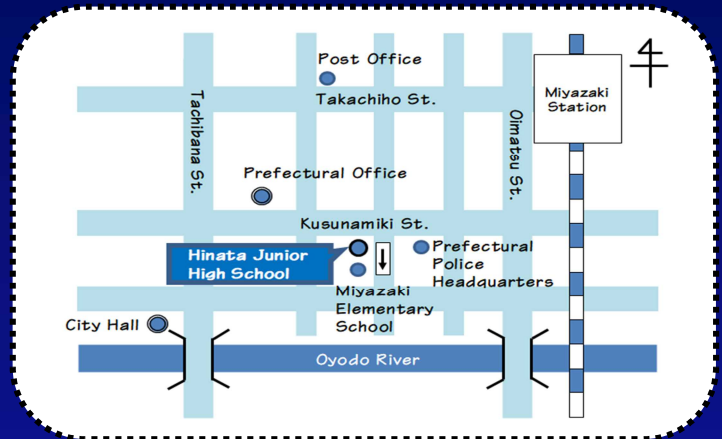 Post Office
Takachiho St.
Miyazaki
Station
Tachibana St.
Oimatsu St.
Prefectural Office
Kusunamiki St.
Hinata Junior
High School
Prefectural
Police
Headquarters
Miyazaki
Elementary
School
City Hall
Oyodo River